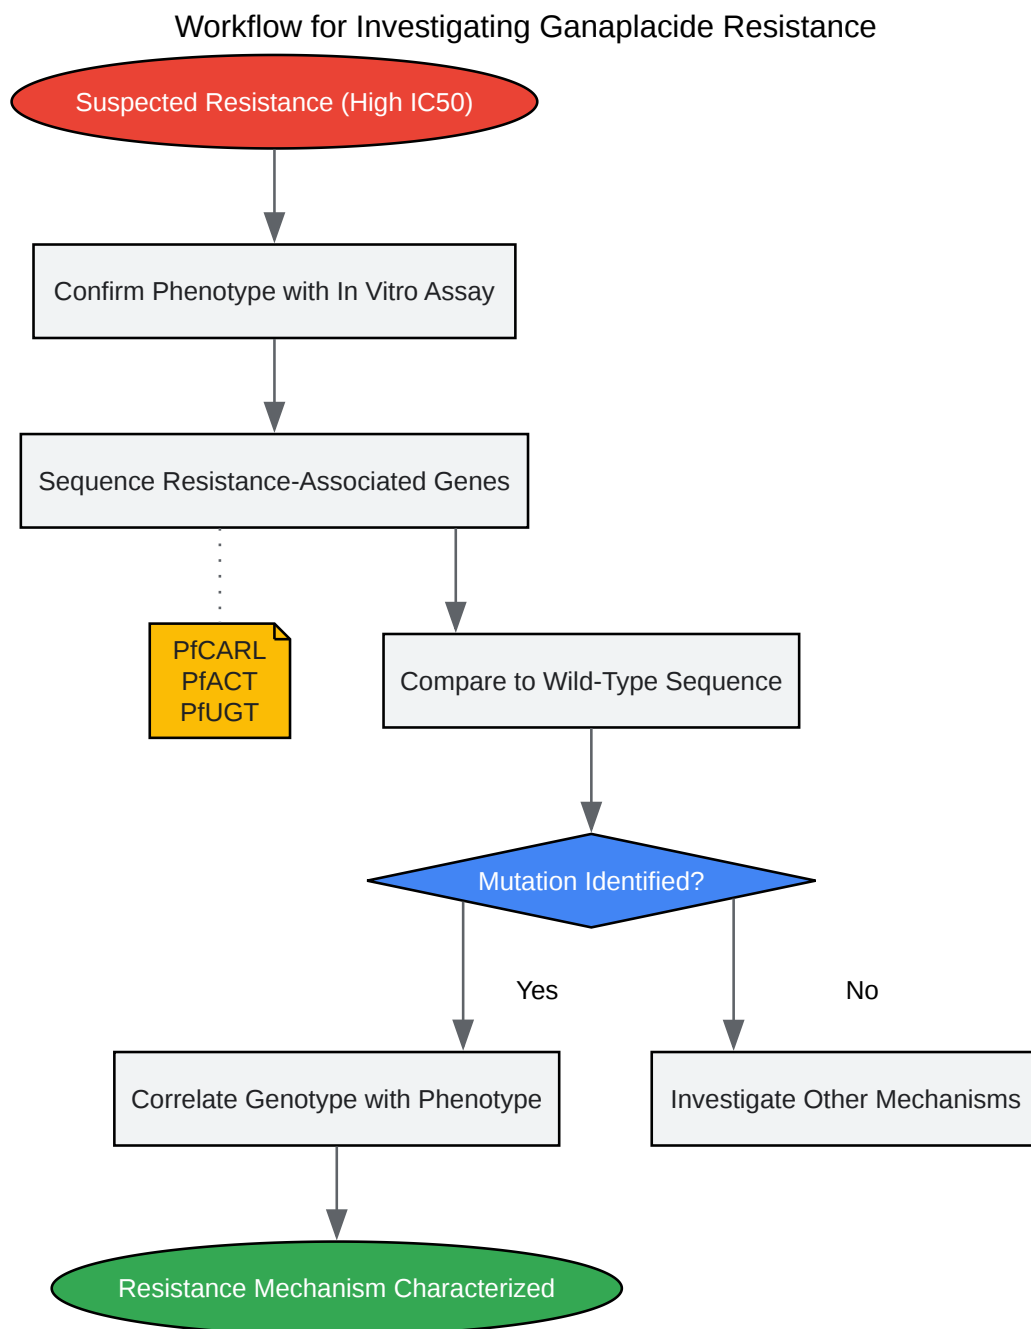 Workflow for Investigating Ganaplacide Resistance
Suspected Resistance (High IC50)
Confirm Phenotype with In Vitro Assay
Sequence Resistance-Associated Genes
PfCARL
PfACT
PfUGT
Compare to Wild-Type Sequence
Mutation Identified?
Yes
No
Correlate Genotype with Phenotype
Investigate Other Mechanisms
Resistance Mechanism Characterized